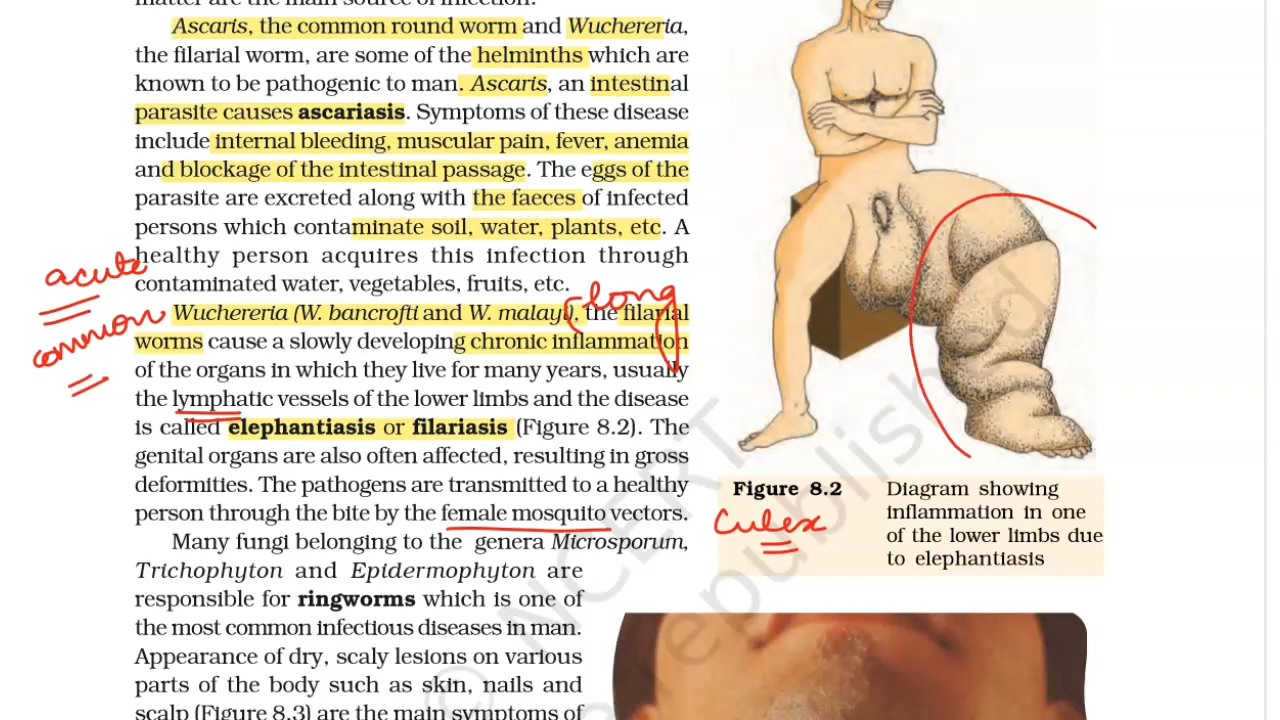 matter are the main source of infection.
Ascaris, the common round worm and Wuchereria,
the filarial worm, are some of the helminths which are
known to be pathogenic to man. Ascaris, an intestinal
parasite causes ascariasis. Symptoms of these disease
include internal bleeding, muscular pain, fever, anemia
and blockage of the intestinal passage. The eggs of the
parasite are excreted along with the faeces of infected
persons which contaminate soil, water, plants, etc. A
healthy person acquires this infection through
contaminated water, vegetables, fruits, etc.
Wuchereria (W. bancrofti and W. malayi), the filarial
worms cause a slowly developing chronic inflammation
of the organs in which they live for many years, usually
the lymphatic vessels of the lower limbs and the disease
is called elephantiasis or filariasis (Figure 8.2). The
genital organs are also often affected, resulting in gross
deformities. The pathogens are transmitted to a healthy
person through the bite by the female mosquito vectors.
Many fungi belonging to the genera Microsporum,
Trichophyton and Epidermophyton are
responsible for ringworms which is one of
the most common infectious diseases in man.
Appearance of dry, scaly lesions on various
parts of the body such as skin, nails and
scalp (Figure 8.3) are the main symptoms of
acute
common
long
Figure 8.2 Diagram showing
inflammation in one
of the lower limbs due
to elephantiasis
Culex
© NCERT
republished